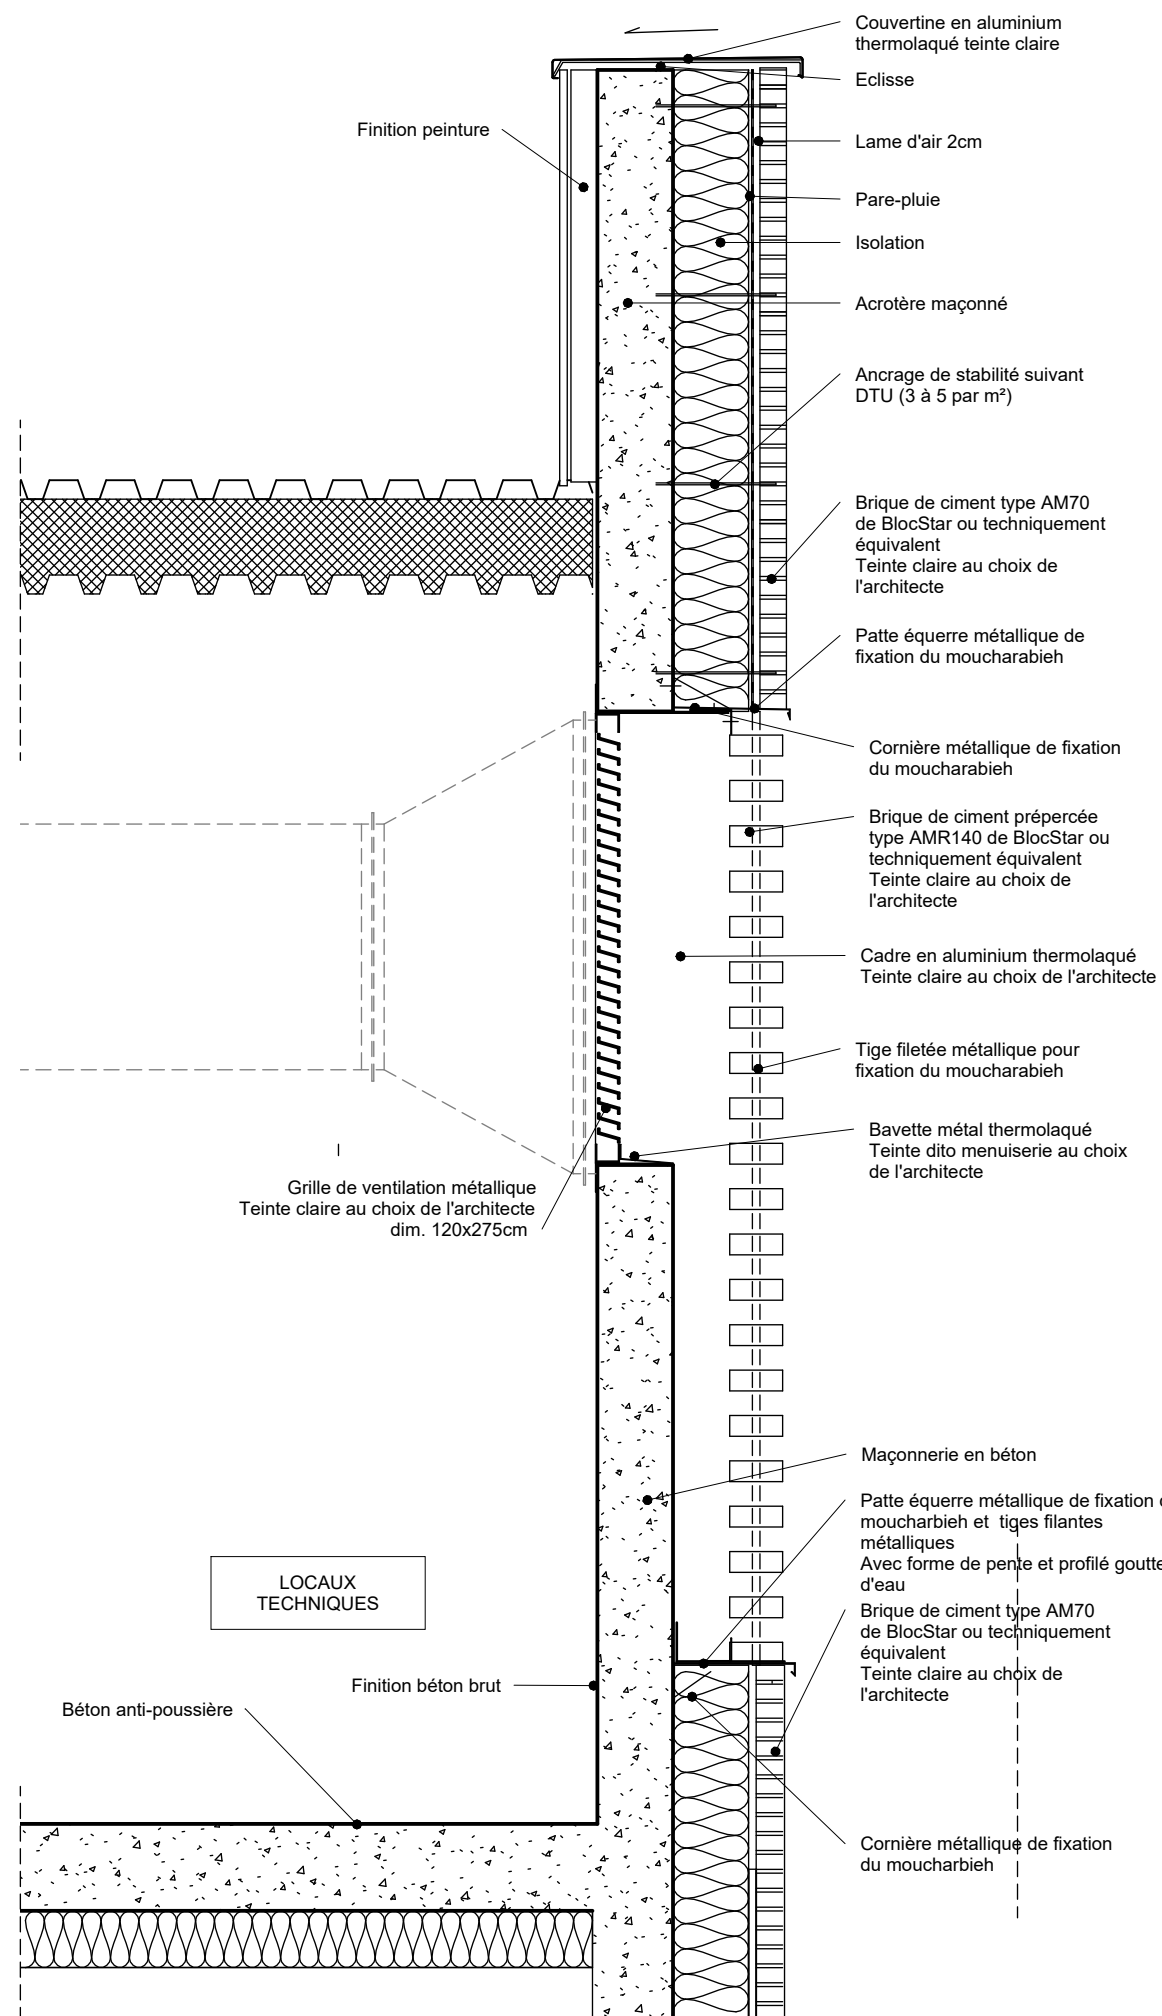 Couvertine en aluminium
thermolaqué teinte claire
Eclisse
Finition peinture
Lame d'air 2cm
Pare-pluie
Isolation
Acrotère maçonné
Ancrage de stabilité suivant
DTU (3 à 5 par m²)
Brique de ciment type AM70
de BlocStar ou techniquement
équivalent
Teinte claire au choix de
l'architecte
Patte équerre métallique de
fixation du moucharabieh
Cornière métallique de fixation
du moucharabieh
Brique de ciment prépercée
type AMR140 de BlocStar ou
techniquement équivalent
Teinte claire au choix de
l'architecte
Cadre en aluminium thermolaqué
Teinte claire au choix de l'architecte
Tige filetée métallique pour
fixation du moucharabieh
Bavette métal thermolaqué
Teinte dito menuiserie au choix
de l'architecte
Grille de ventilation métallique
Teinte claire au choix de l'architecte
dim. 120x275cm
Maçonnerie en béton
Patte équerre métallique de fixation
moucharbieh et tiges filantes
métalliques
Avec forme de pente et profilé goutte
d'eau
LOCAUX
TECHNIQUES
Brique de ciment type AM70
de BlocStar ou techniquement
équivalent
Teinte claire au choix de
l'architecte
Finition béton brut
Béton anti-poussière
Cornière métallique de fixation
du moucharbieh